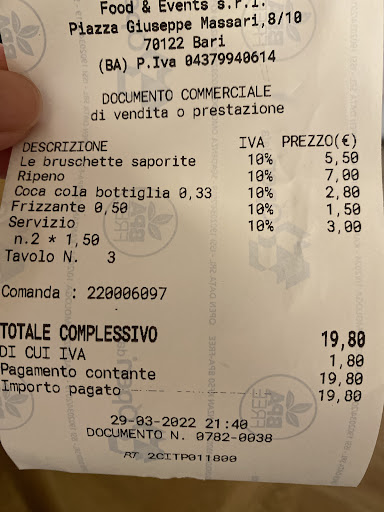 Food & Events s.r.l.
Piazza Giuseppe Massari,8/10
70122 Bari
(BA) P.Iva 04379940614
DOCUMENTO COMMERCIALE
di vendita o prestazione
DESCRIZIONE IVA PREZZO(€)
Le bruschette saporite 10% 5,50
Ripeno 10% 7,00
Coca cola bottiglia 0,33 10% 2,80
Frizzante 0,50 10% 1,50
Servizio 10% 3,00
n.2 * 1,50
Tavolo N. 3
Comanda : 220006097
TOTALE COMPLESSIVO 19,80
DI CUI IVA 1,80
Pagamento contante 19,80
Importo pagato 19,80
29-03-2022 21:40
DOCUMENTO N. 0782-0038
RT 2CITP011800